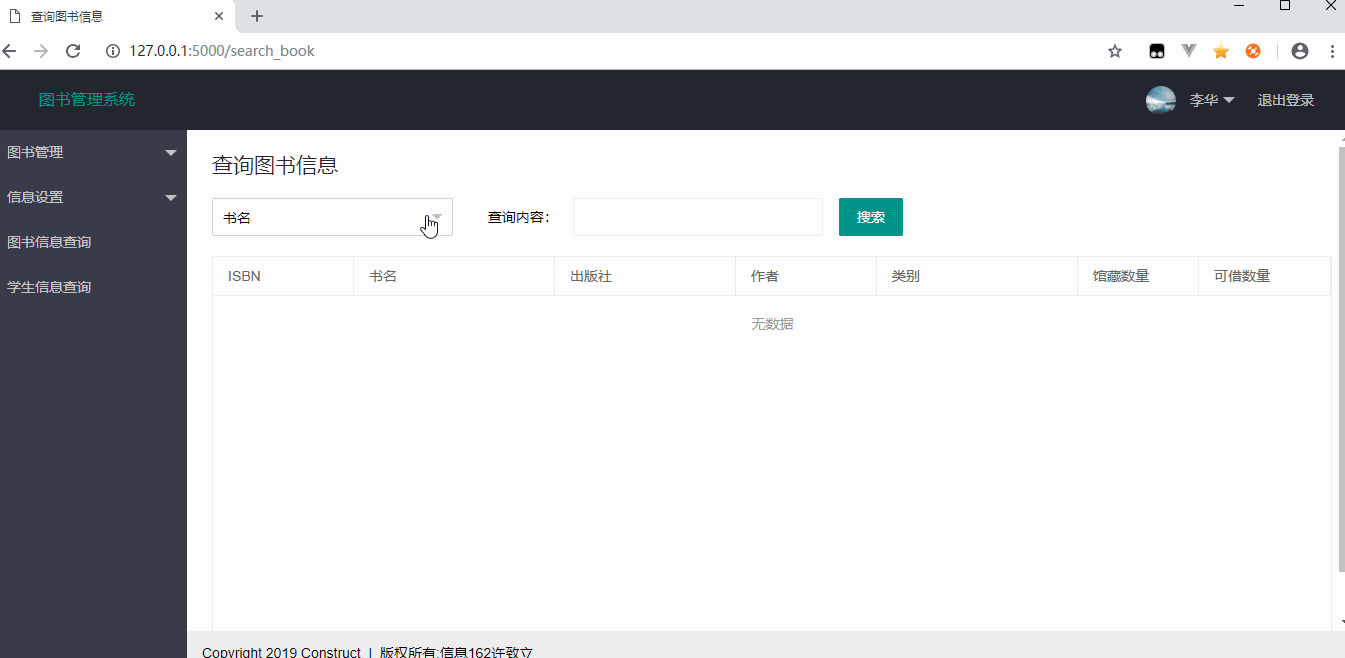 查询图书信息
127.0.0.1:5000/search_book
图书管理系统
李华 退出登录
图书管理
信息设置
图书信息查询
学生信息查询
查询图书信息
书名 查询内容: 搜索
ISBN 书名 出版社 作者 类别 馆藏数量 可借数量
无数据
Copyright 2019 Construct | 版权所有:信息162许致立